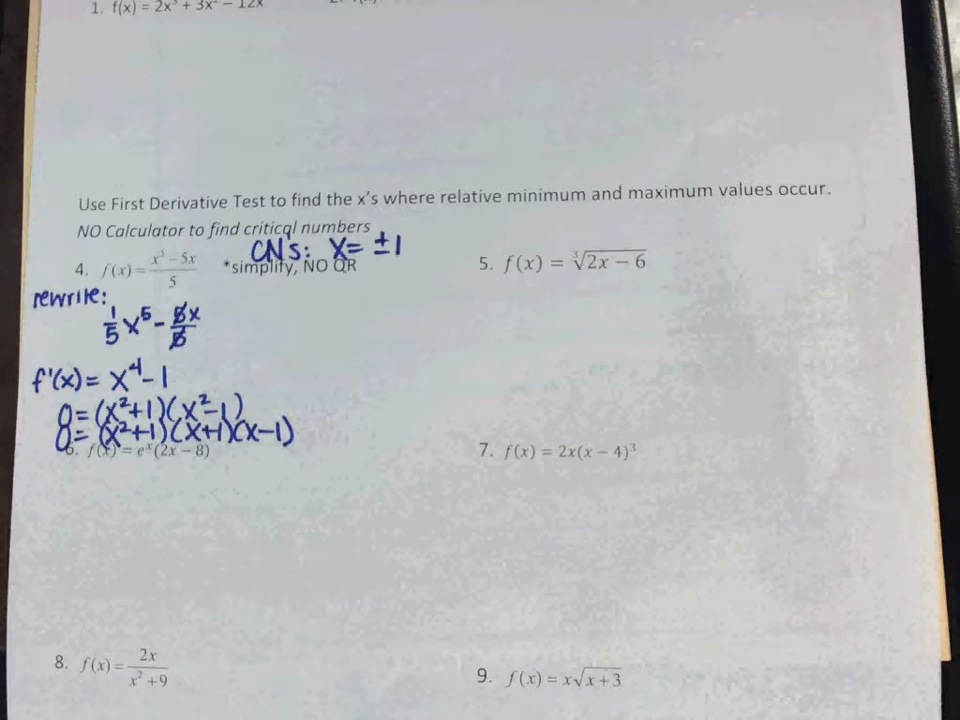 1. f(x) = 2x³ + 3x² − 12x
Use First Derivative Test to find the x's where relative minimum and maximum values occur.
NO Calculator to find critical numbers
CN's: x = ±1
4. f(x) = (x⁵ − 5x)/5 *simplify, NO QR
rewrite:
1/5 x⁵ − 5x/5
f'(x) = x⁴ − 1
0 = (x²+1)(x²−1)
0 = (x²+1)(x+1)(x−1)
5. f(x) = ∛(2x − 6)
6. f(x) = eˣ(2x − 8)
7. f(x) = 2x(x − 4)³
8. f(x) = 2x/(x² + 9)
9. f(x) = x√(x + 3)